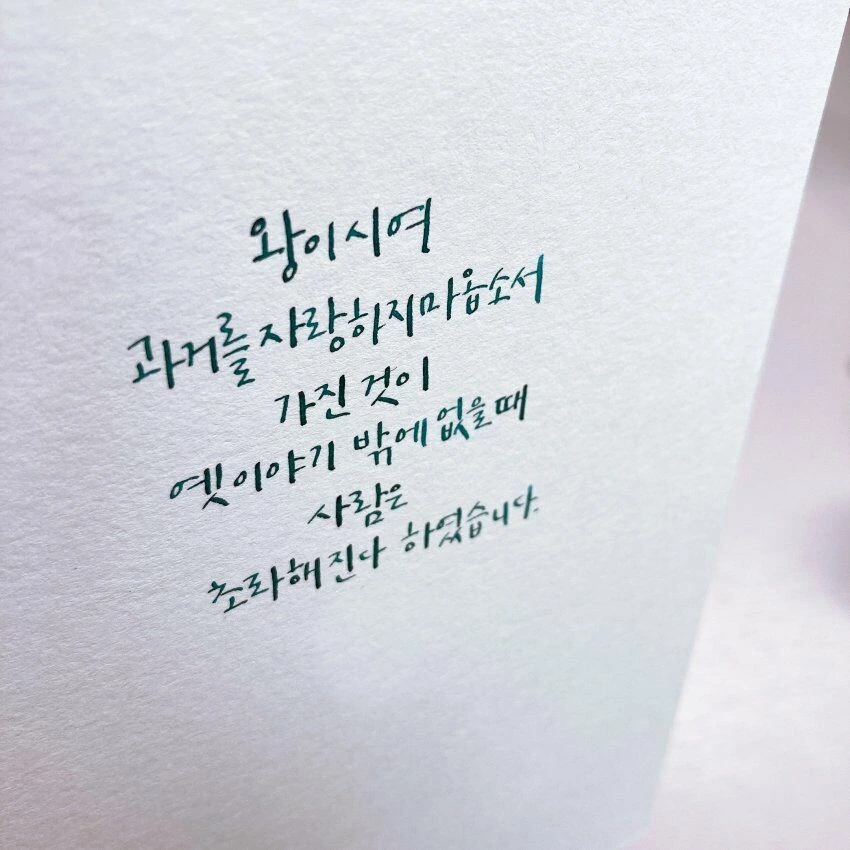 왕이시여
과거를 자랑하지마옵소서
가진 것이
옛이야기 밖에 없을때
사람은
초라해진다 하였습니다.